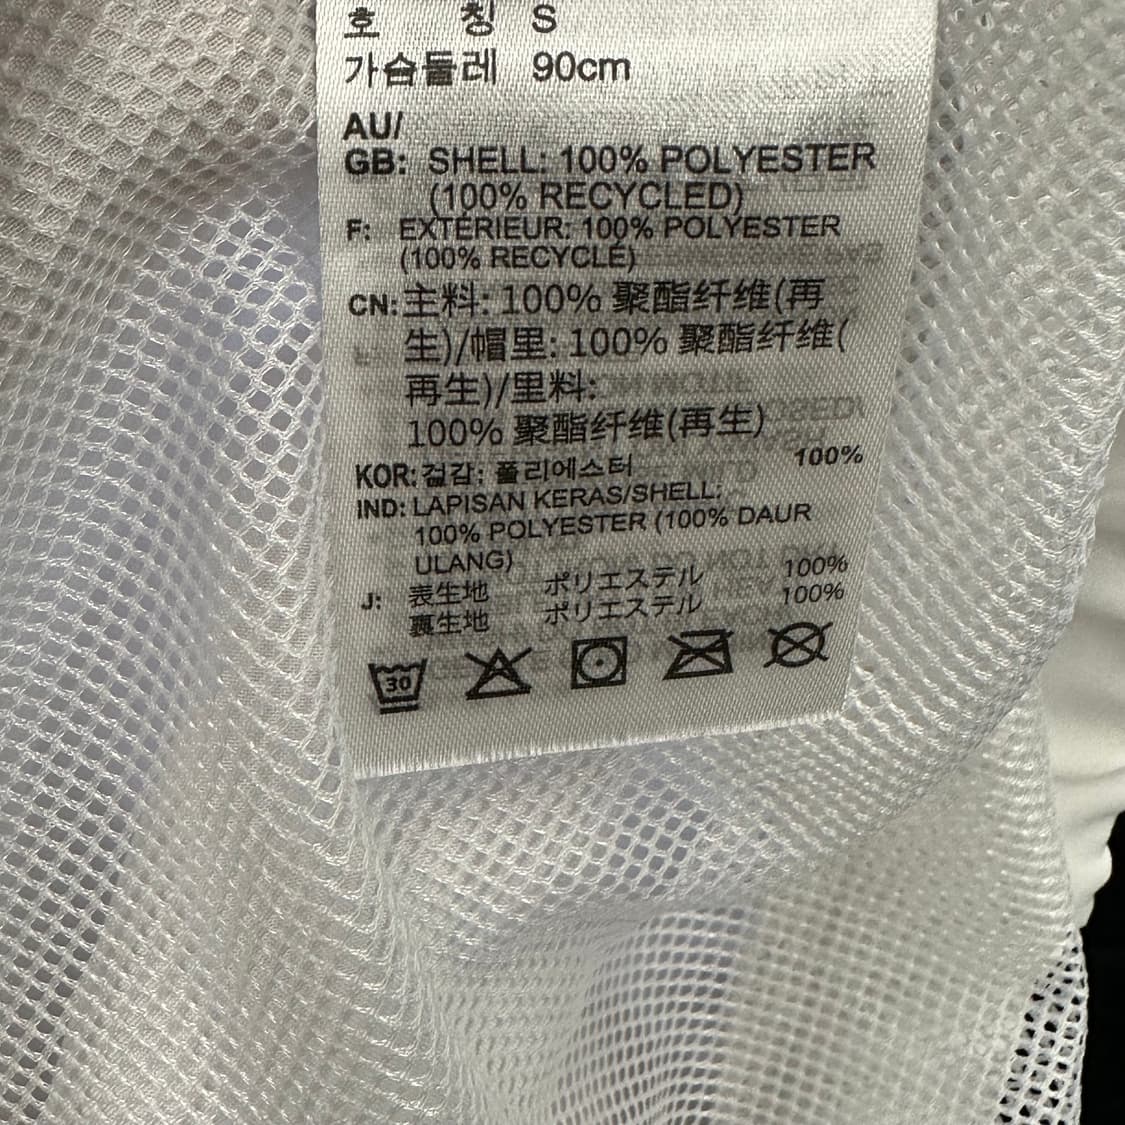 호 칭 S
가슴둘레 90cm
AU/
GB: SHELL: 100% POLYESTER
(100% RECYCLED)
F: EXTÉRIEUR: 100% POLYESTER
(100% RECYCLÉ)
CN: 主料: 100% 聚酯纤维(再
生)/帽里: 100% 聚酯纤维(
再生)/里料:
100% 聚酯纤维(再生)
KOR: 겉감: 폴리에스터 100%
IND: LAPISAN KERAS/SHELL:
100% POLYESTER (100% DAUR
ULANG)
J: 表生地 ポリエステル 100%
裏生地 ポリエステル 100%
30